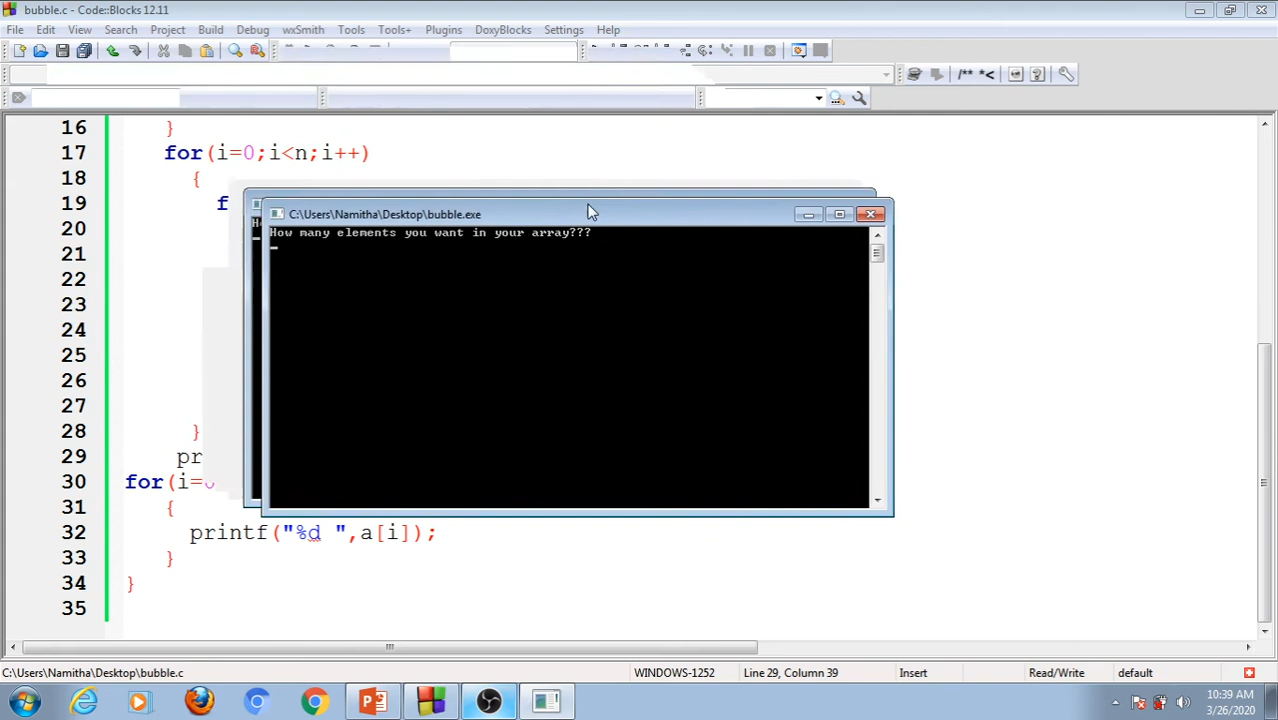 bubble.c - Code::Blocks 12.11
File Edit View Search Project Build Debug wxSmith Tools Tools+ Plugins DoxyBlocks Settings Help
/** *<
16 }
17 for(i=0;i<n;i++)
18 {
19 f
C:\Users\Namitha\Desktop\bubble.exe
20
How many elements you want in your array???
21
22
23
24
25
26
27
28 }
29 pr
30 for(i=0
31 {
32 printf("%d ",a[i]);
33 }
34 }
35
C:\Users\Namitha\Desktop\bubble.c WINDOWS-1252 Line 29, Column 39 Insert Read/Write default
10:39 AM
3/26/2020